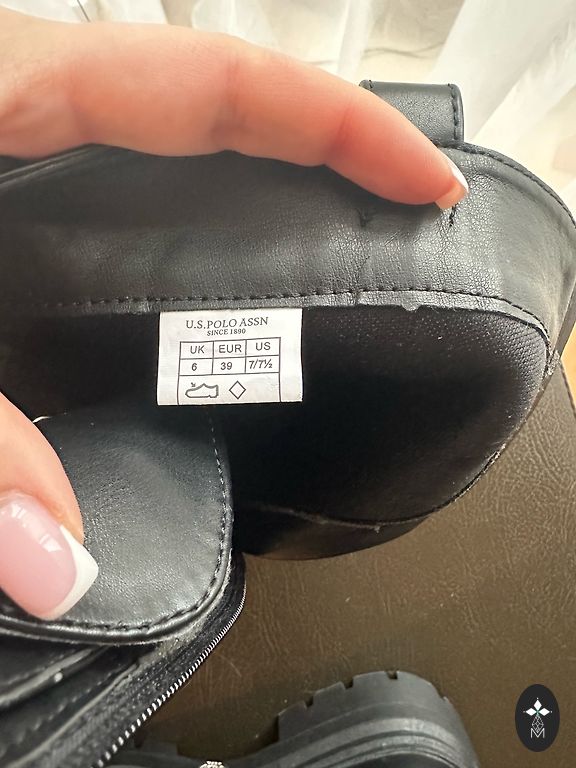 U.S.POLO ASSN
SINCE 1890
UK EUR US
6 39 7/7½
M